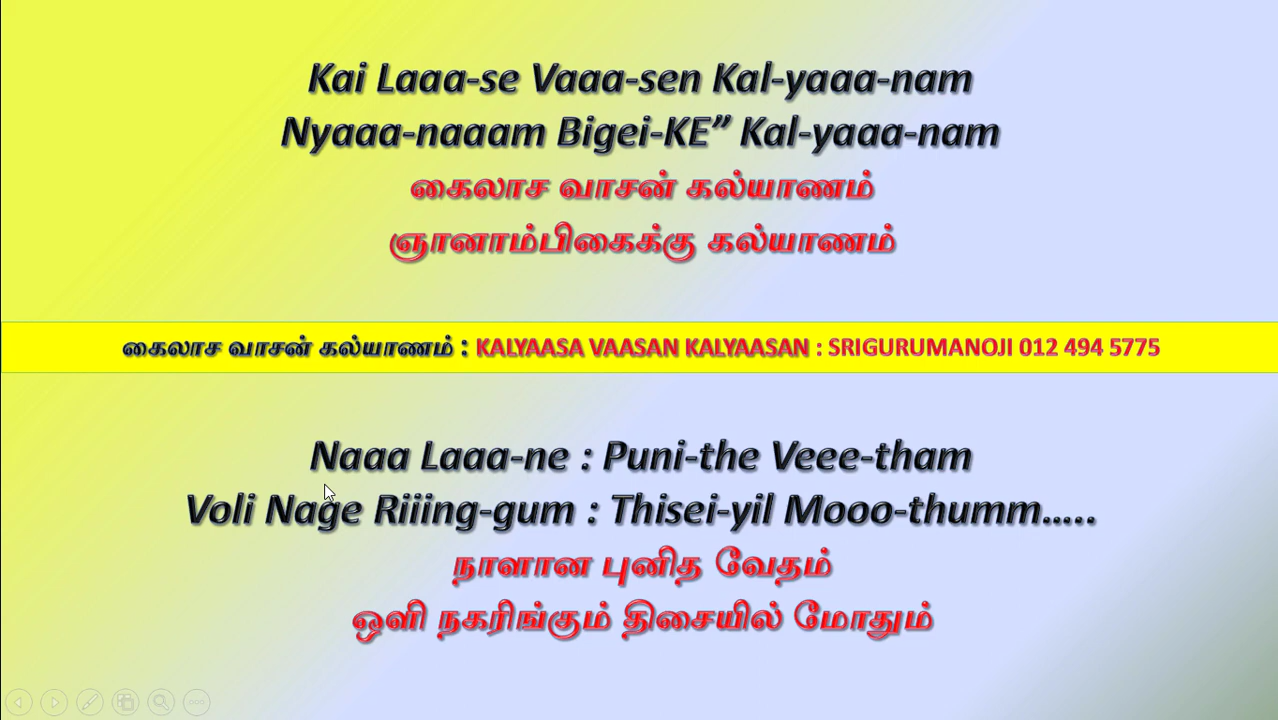 Kai Laaa-se Vaaa-sen Kal-yaaa-nam
Nyaaa-naaam Bigei-KE” Kal-yaaa-nam
கைலாச வாசன் கல்யாணம்
ஞானாம்பிகைக்கு கல்யாணம்
கைலாச வாசன் கல்யாணம் : KALYAASA VAASAN KALYAASAN : SRIGURUMANOJI 012 494 5775
Naaa Laaa-ne : Puni-the Veee-tham
Voli Nage Riiing-gum : Thisei-yil Mooo-thumm.....
நாளான புனித வேதம்
ஒளி நகரிங்கும் திசையில் மோதும்